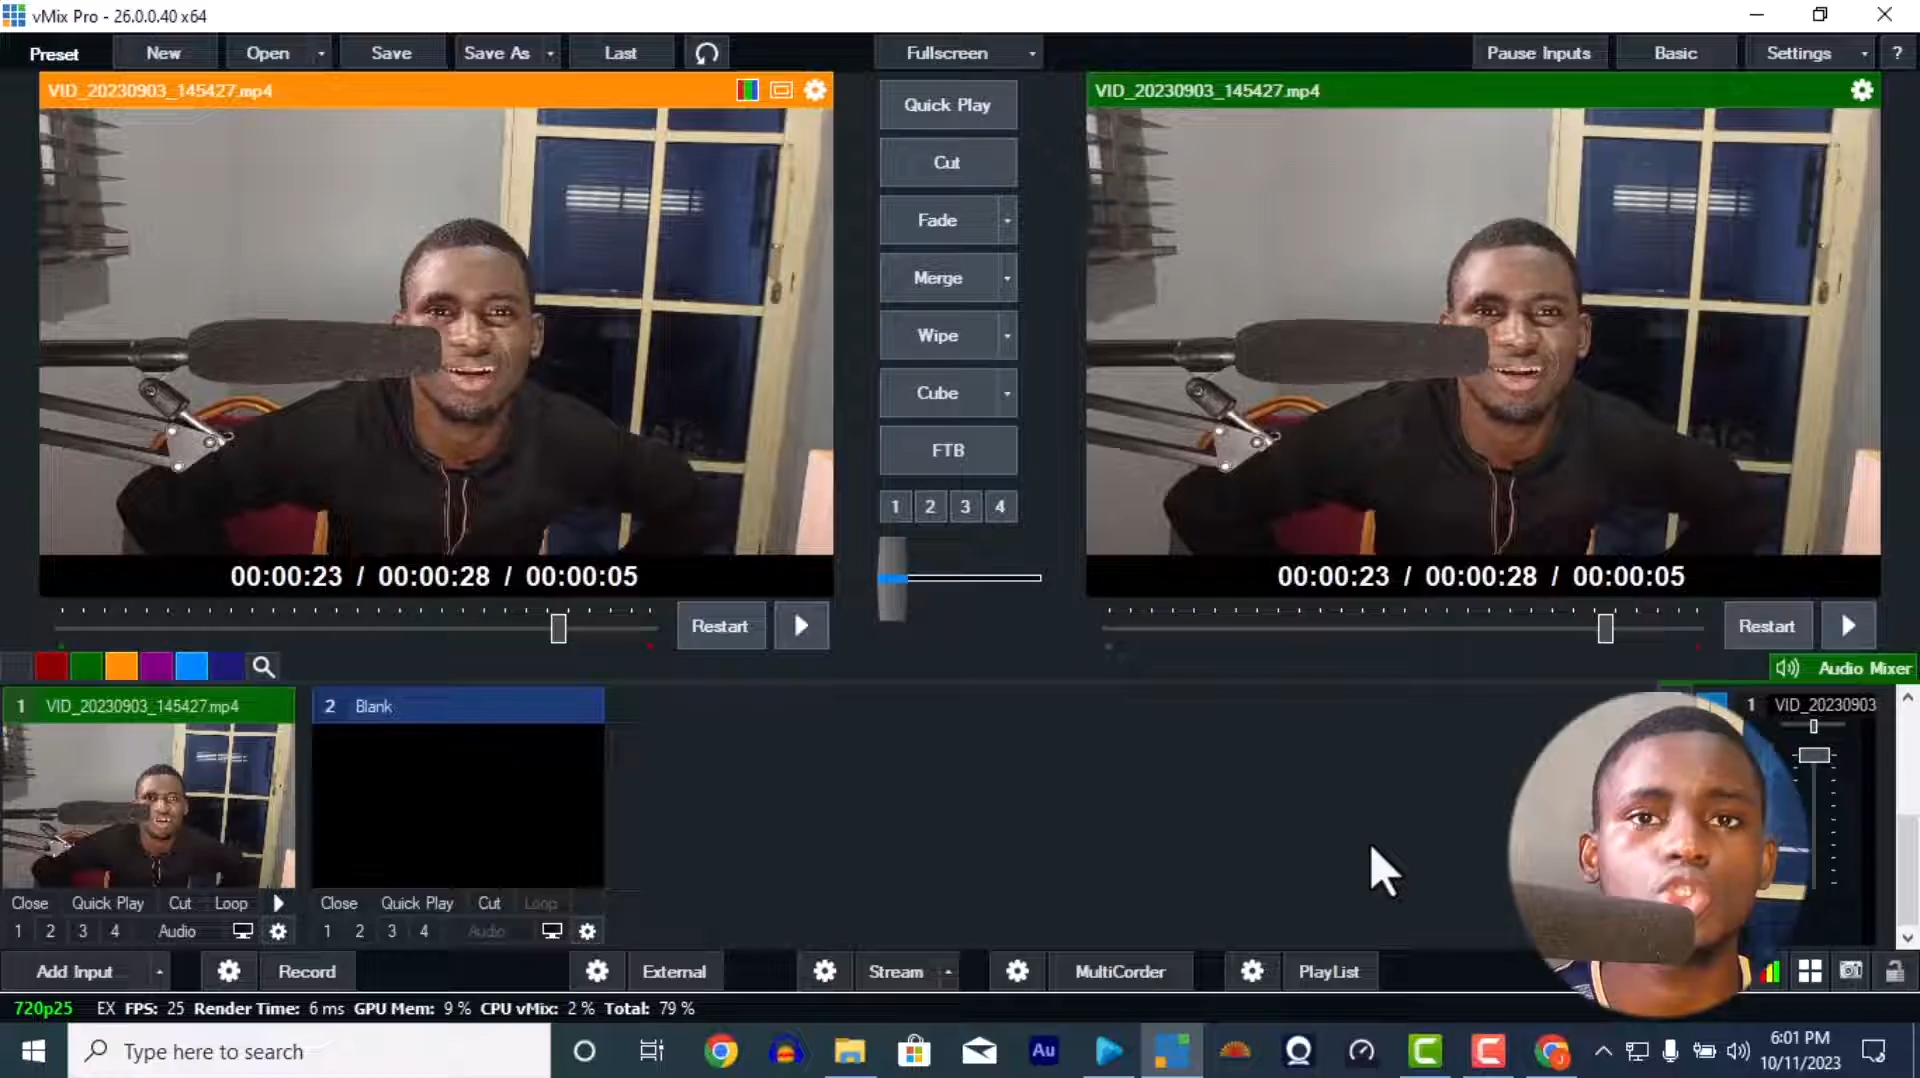 vMix Pro - 26.0.0.40 x64
Preset New Open Save Save As Last Fullscreen Pause Inputs Basic Settings ?
VID_20230903_145427.mp4
VID_20230903_145427.mp4
Quick Play
Cut
Fade
Merge
Wipe
Cube
FTB
1 2 3 4
00:00:23 / 00:00:28 / 00:00:05
00:00:23 / 00:00:28 / 00:00:05
Restart
Restart
Audio Mixer
1 VID_20230903_145427.mp4
2 Blank
1 VID_20230903
Close Quick Play Cut Loop
Close Quick Play Cut Loop
1 2 3 4 Audio
1 2 3 4 Audio
Add Input Record External Stream MultiCorder PlayList
720p25 EX FPS: 25 Render Time: 6 ms GPU Mem: 9 % CPU vMix: 2 % Total: 79 %
Type here to search
Au
6:01 PM
10/11/2023